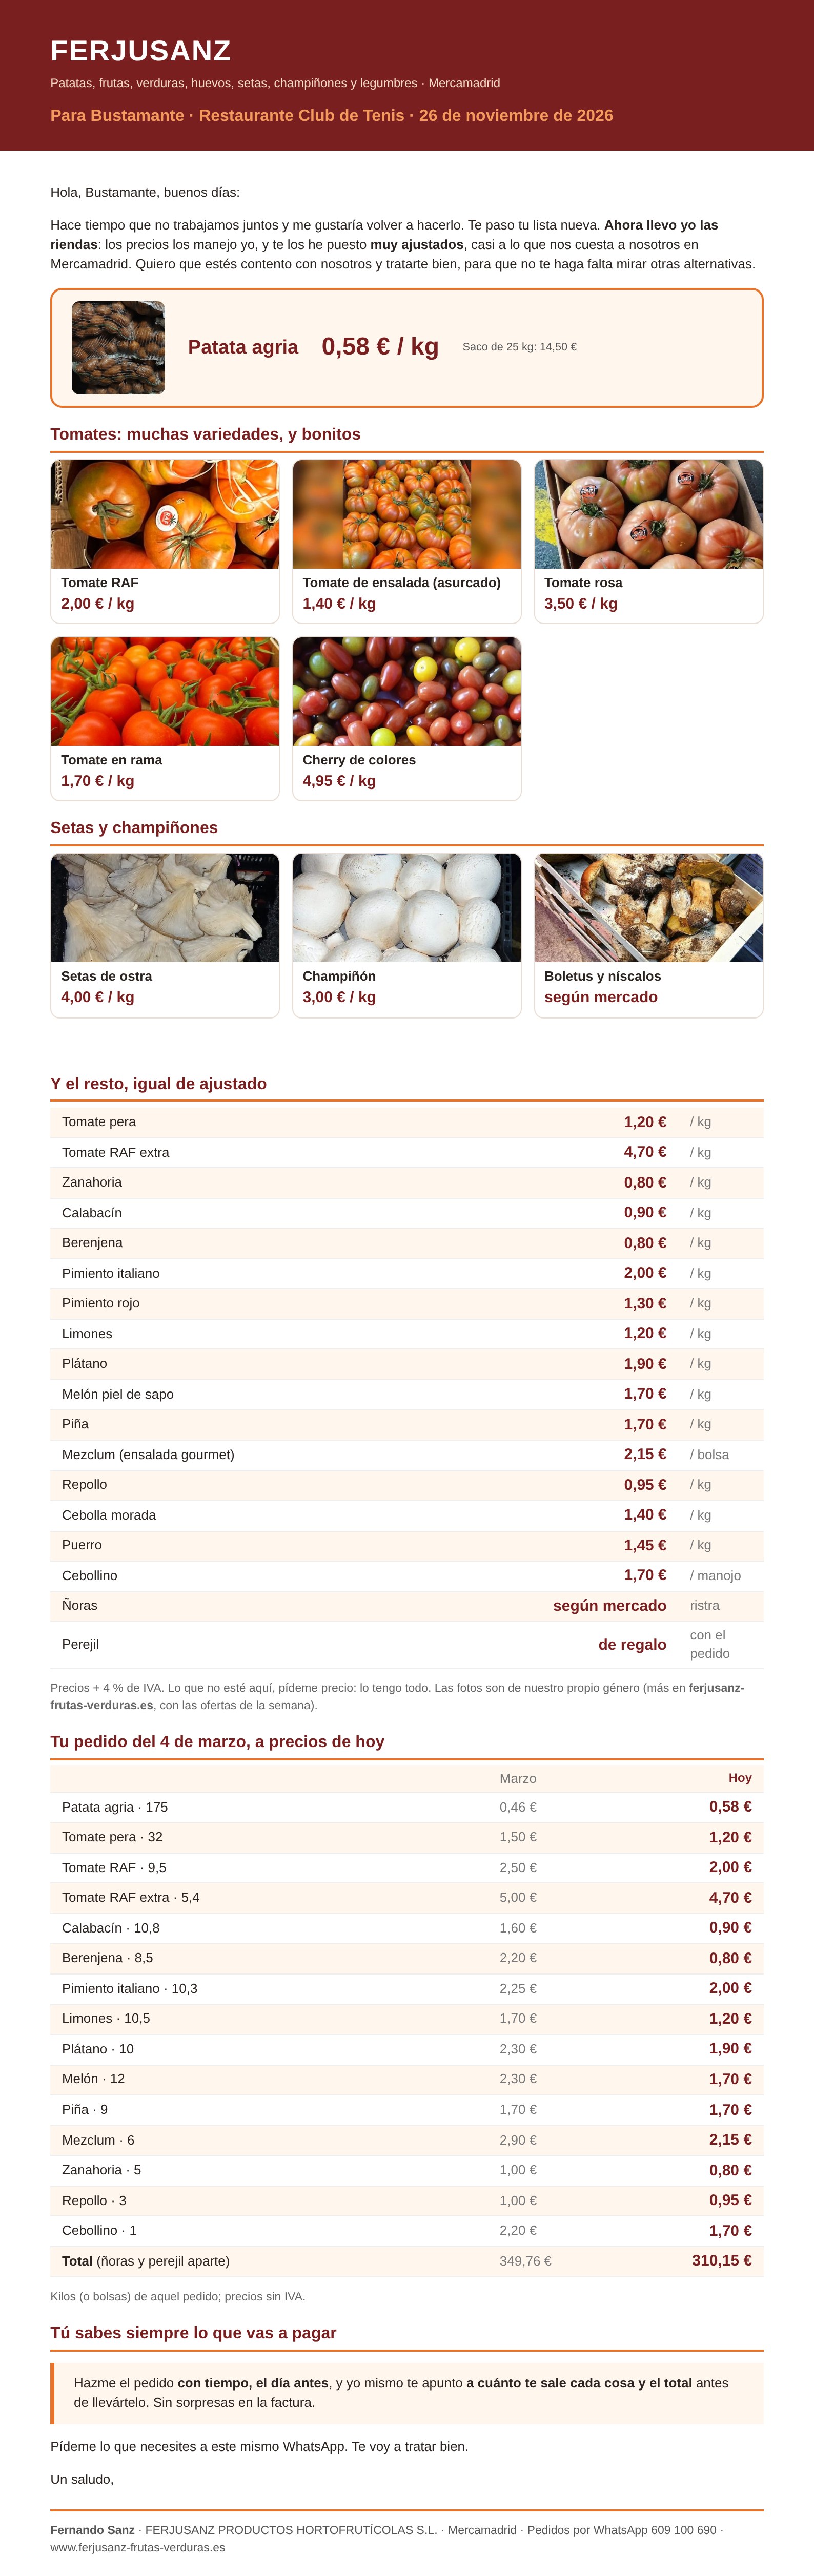 FERJUSANZ
Patatas, frutas, verduras, huevos, setas, champiñones y legumbres · Mercamadrid
Para Bustamante · Restaurante Club de Tenis · 26 de noviembre de 2026
Hola, Bustamante, buenos días:
Hace tiempo que no trabajamos juntos y me gustaría volver a hacerlo. Te paso tu lista nueva. Ahora llevo yo las
riendas: los precios los manejo yo, y te los he puesto muy ajustados, casi a lo que nos cuesta a nosotros en
Mercamadrid. Quiero que estés contento con nosotros y tratarte bien, para que no te haga falta mirar otras alternativas.
Patata agria 0,58 € / kg Saco de 25 kg: 14,50 €
Tomates: muchas variedades, y bonitos
Tomate RAF
2,00 € / kg
Tomate de ensalada (asurcado)
1,40 € / kg
Tomate rosa
3,50 € / kg
Tomate en rama
1,70 € / kg
Cherry de colores
4,95 € / kg
Setas y champiñones
Setas de ostra
4,00 € / kg
Champiñón
3,00 € / kg
Boletus y níscalos
según mercado
Y el resto, igual de ajustado
Tomate pera 1,20 € / kg
Tomate RAF extra 4,70 € / kg
Zanahoria 0,80 € / kg
Calabacín 0,90 € / kg
Berenjena 0,80 € / kg
Pimiento italiano 2,00 € / kg
Pimiento rojo 1,30 € / kg
Limones 1,20 € / kg
Plátano 1,90 € / kg
Melón piel de sapo 1,70 € / kg
Piña 1,70 € / kg
Mezclum (ensalada gourmet) 2,15 € / bolsa
Repollo 0,95 € / kg
Cebolla morada 1,40 € / kg
Puerro 1,45 € / kg
Cebollino 1,70 € / manojo
Ñoras según mercado ristra
Perejil de regalo con el
pedido
Precios + 4 % de IVA. Lo que no esté aquí, pídeme precio: lo tengo todo. Las fotos son de nuestro propio género (más en ferjusanz-
frutas-verduras.es, con las ofertas de la semana).
Tu pedido del 4 de marzo, a precios de hoy
Marzo Hoy
Patata agria · 175 0,46 € 0,58 €
Tomate pera · 32 1,50 € 1,20 €
Tomate RAF · 9,5 2,50 € 2,00 €
Tomate RAF extra · 5,4 5,00 € 4,70 €
Calabacín · 10,8 1,60 € 0,90 €
Berenjena · 8,5 2,20 € 0,80 €
Pimiento italiano · 10,3 2,25 € 2,00 €
Limones · 10,5 1,70 € 1,20 €
Plátano · 10 2,30 € 1,90 €
Melón · 12 2,30 € 1,70 €
Piña · 9 1,70 € 1,70 €
Mezclum · 6 2,90 € 2,15 €
Zanahoria · 5 1,00 € 0,80 €
Repollo · 3 1,00 € 0,95 €
Cebollino · 1 2,20 € 1,70 €
Total (ñoras y perejil aparte) 349,76 € 310,15 €
Kilos (o bolsas) de aquel pedido; precios sin IVA.
Tú sabes siempre lo que vas a pagar
Hazme el pedido con tiempo, el día antes, y yo mismo te apunto a cuánto te sale cada cosa y el total antes
de llevártelo. Sin sorpresas en la factura.
Pídeme lo que necesites a este mismo WhatsApp. Te voy a tratar bien.
Un saludo,
Fernando Sanz · FERJUSANZ PRODUCTOS HORTOFRUTÍCOLAS S.L. · Mercamadrid · Pedidos por WhatsApp 609 100 690 ·
www.ferjusanz-frutas-verduras.es